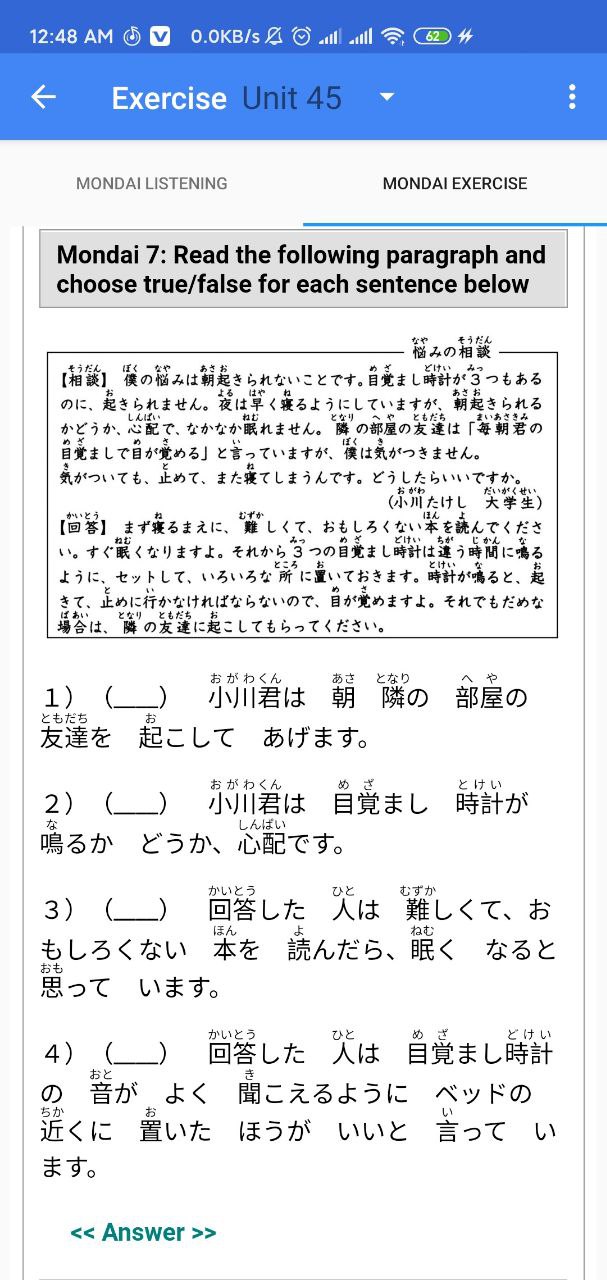 12:48 AM 0.0KB/s 62
Exercise Unit 45
MONDAI LISTENING MONDAI EXERCISE
Mondai 7: Read the following paragraph and
choose true/false for each sentence below
悩みの相談
【相談】 僕の悩みは朝起きられないことです。目覚まし時計が3つもある
のに、起きられません。夜は早く寝るようにしていますが、朝起きられる
かどうか、心配で、なかなか眠れません。隣の部屋の友達は「毎朝君の
目覚ましで目が覚める」と言っていますが、僕は気がつきません。
気がついても、止めて、また寝てしまうんです。どうしたらいいですか。
(小川たけし 大学生)
【回答】 まず寝るまえに、難しくて、おもしろくない本を読んでくださ
い。すぐ眠くなりますよ。それから3つの目覚まし時計は違う時間に鳴る
ように、セットして、いろいろな所に置いておきます。時計が鳴ると、起
きて、止めに行かなければならないので、目が覚めますよ。それでもだめな
場合は、隣の友達に起こしてもらってください。
1) (___) 小川君は 朝 隣の 部屋の
友達を 起こして あげます。
2) (___) 小川君は 目覚まし 時計が
鳴るか どうか、心配です。
3) (___) 回答した 人は 難しくて、お
もしろくない 本を 読んだら、眠く なると
思って います。
4) (___) 回答した 人は 目覚まし時計
の 音が よく 聞こえるように ベッドの
近くに 置いた ほうが いいと 言って い
ます。
<< Answer >>